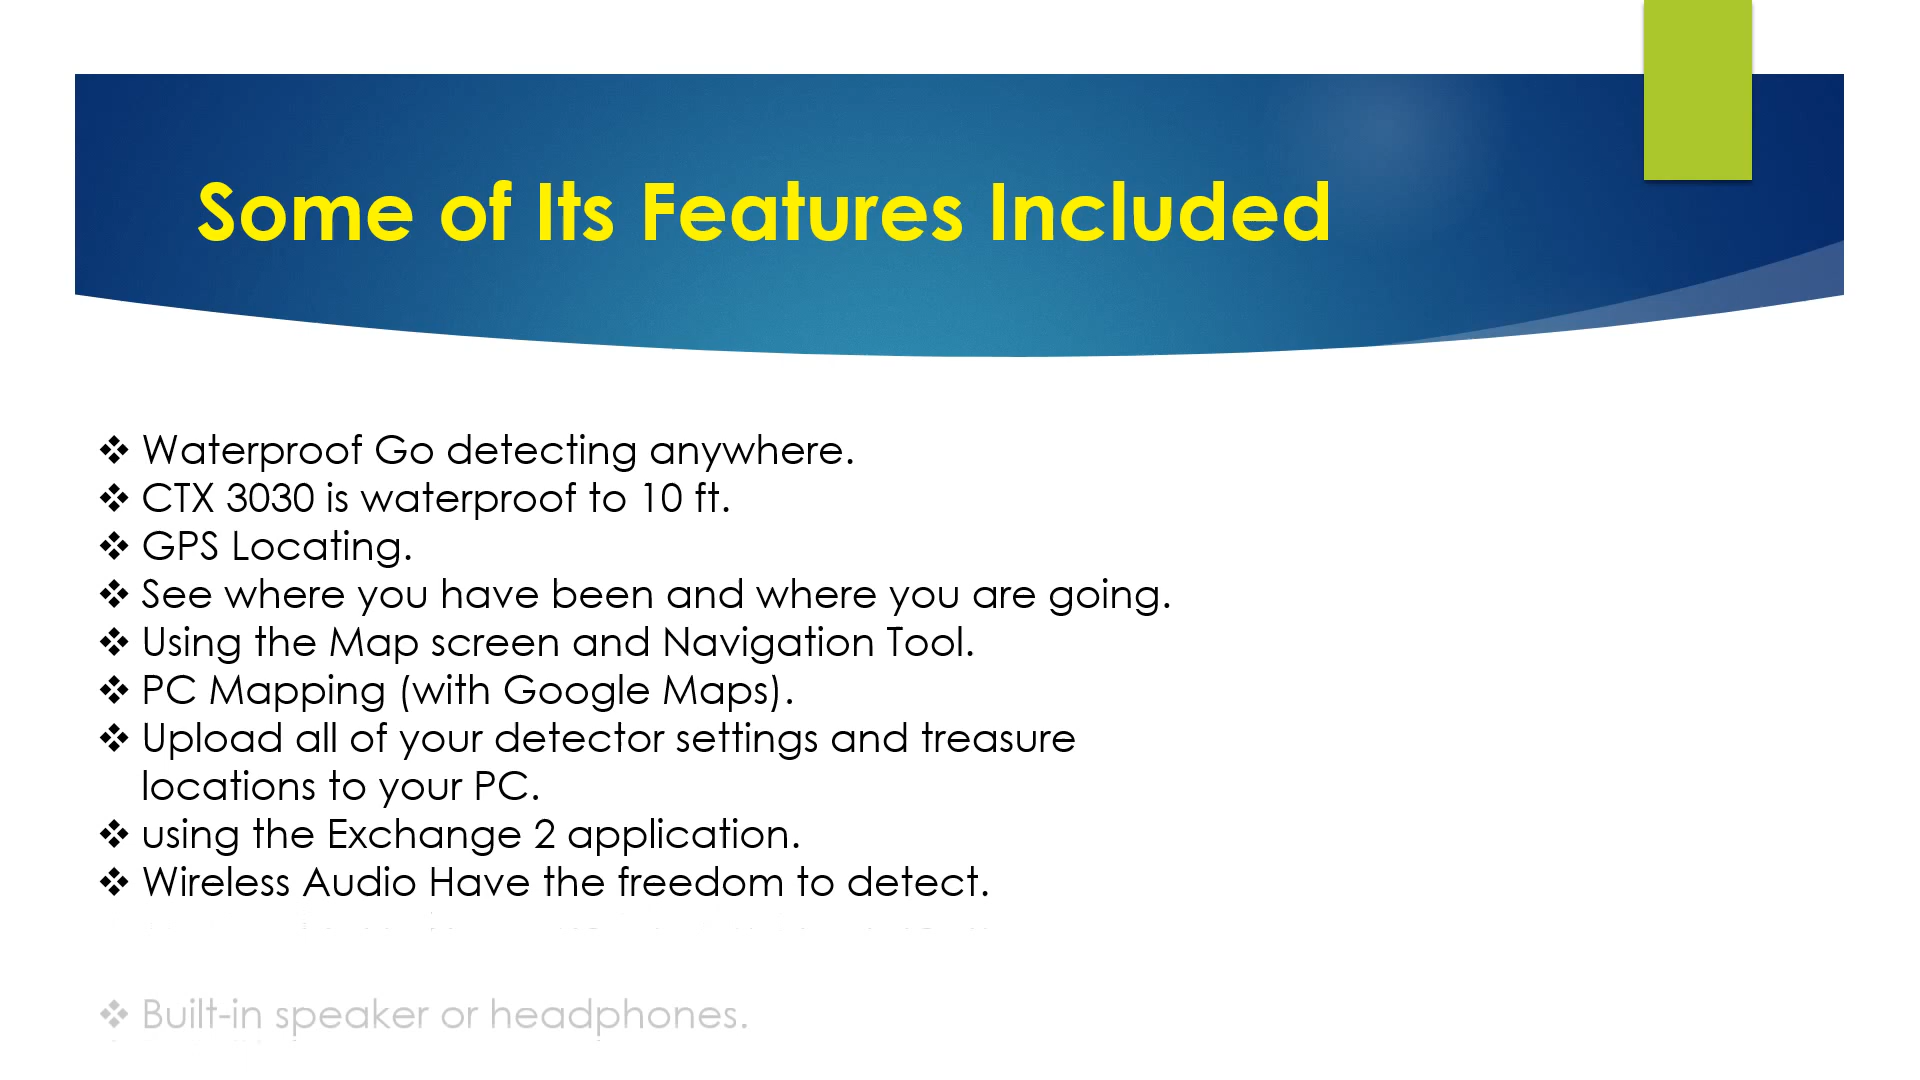 Some of Its Features Included
❖ Waterproof Go detecting anywhere.
❖ CTX 3030 is waterproof to 10 ft.
❖ GPS Locating.
❖ See where you have been and where you are going.
❖ Using the Map screen and Navigation Tool.
❖ PC Mapping (with Google Maps).
❖ Upload all of your detector settings and treasure
locations to your PC.
❖ using the Exchange 2 application.
❖ Wireless Audio Have the freedom to detect.
❖ Built-in speaker or headphones.